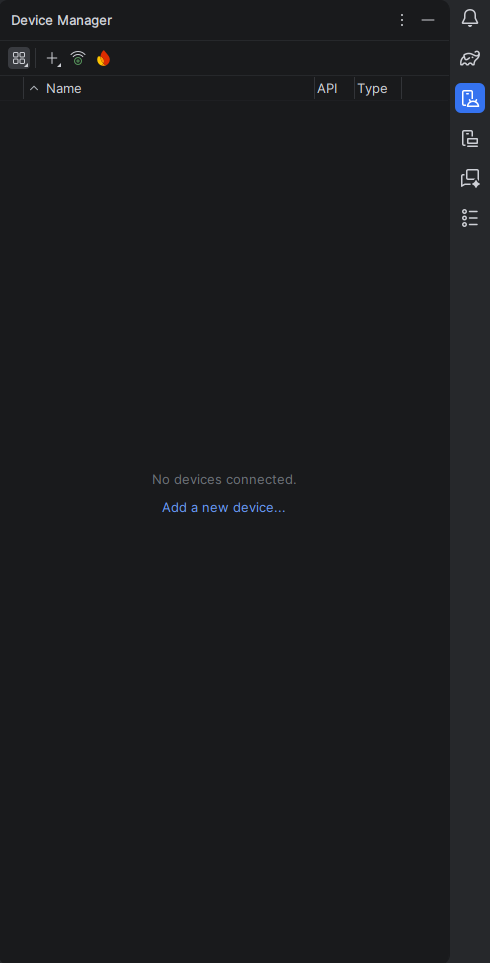 Device Manager
Name
API
Type
No devices connected.
Add a new device...